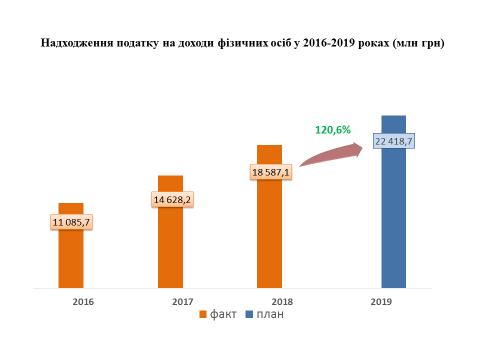 Надходження податку на доходи фізичних осіб у 2016-2019 роках (млн грн)
120,6%
22 418,7
18 587,1
14 628,2
11 085,7
2016 2017 2018 2019
факт план